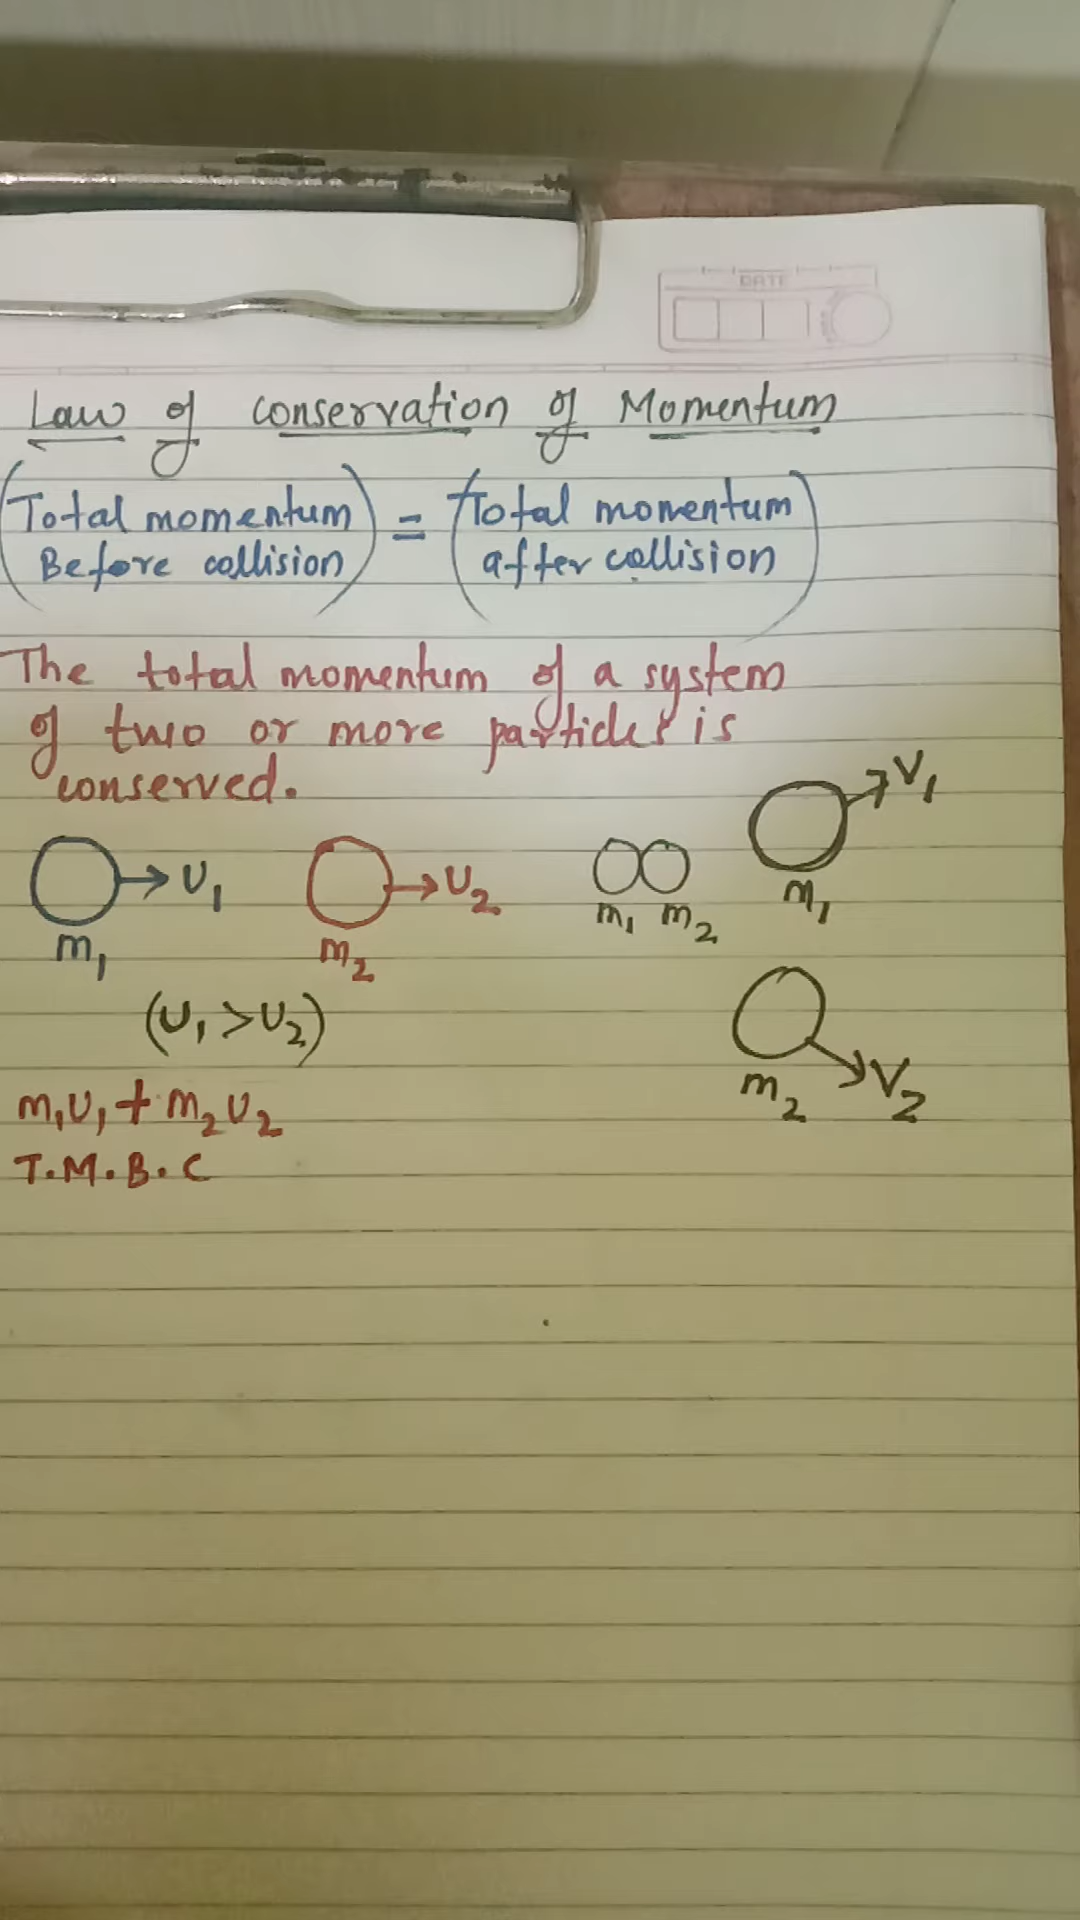 DATE
Law of conservation of Momentum
(Total momentum Before collision) = (Total momentum after collision)
The total momentum of a system
of two or more particles is
conserved.
m₁ → U₁
m₂ → U₂
m₁ m₂
m₁ → V₁
(U₁ > U₂)
m₂ → V₂
m₁U₁ + m₂U₂
T.M.B.C